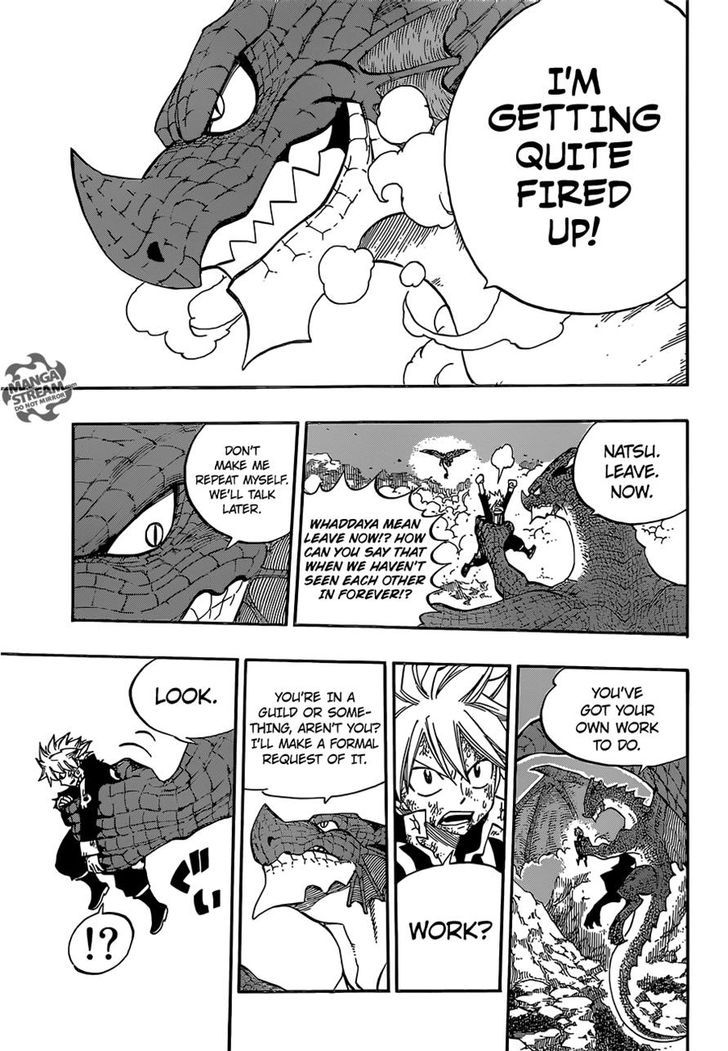 I'M
GETTING
QUITE
FIRED
UP!
MANGA
STREAM.com
DO NOT MIRROR
NATSU.
LEAVE.
NOW.
WHADDAYA MEAN
LEAVE NOW!? HOW
CAN YOU SAY THAT
WHEN WE HAVEN'T
SEEN EACH OTHER
IN FOREVER!?
DON'T
MAKE ME
REPEAT MYSELF.
WE'LL TALK
LATER.
YOU'VE
GOT YOUR
OWN WORK
TO DO.
WORK?
YOU'RE IN A
GUILD OR SOME-
THING, AREN'T YOU?
I'LL MAKE A FORMAL
REQUEST OF IT.
LOOK.
ぐい
!?